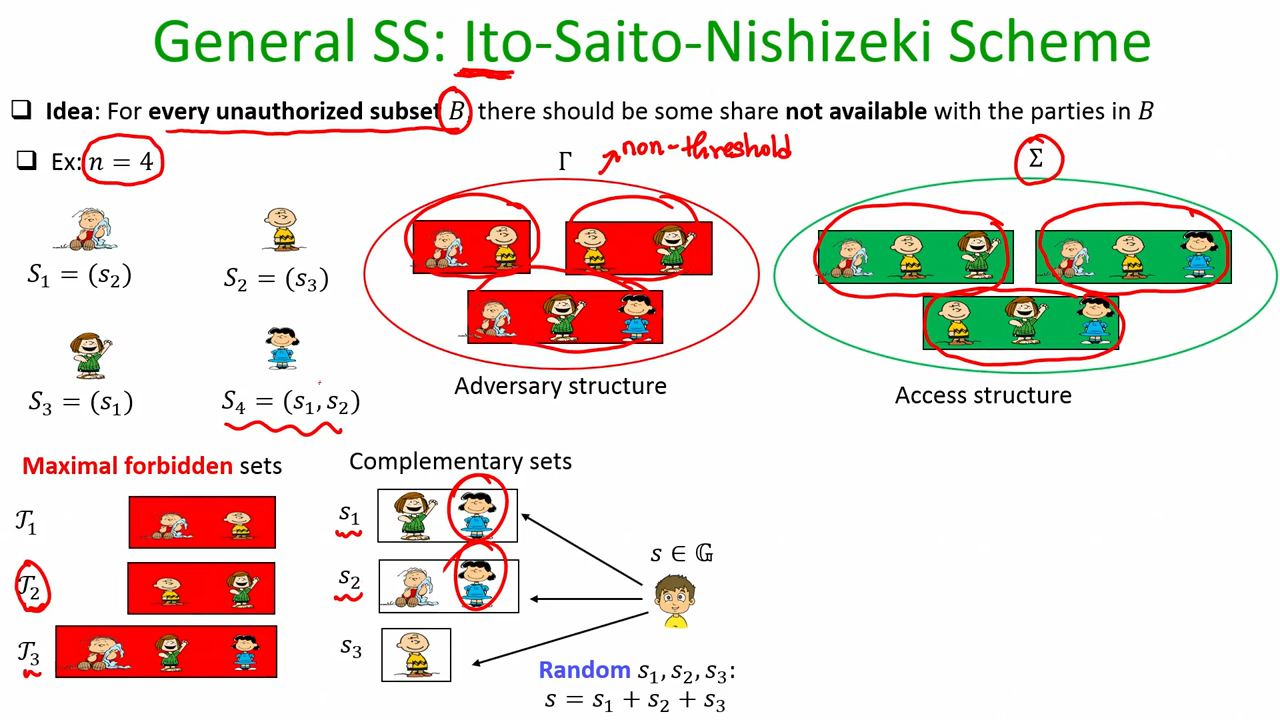 General SS: Ito-Saito-Nishizeki Scheme
❑ Idea: For every unauthorized subset B, there should be some share not available with the parties in B
❑ Ex: n = 4
Γ
non-threshold
Σ
S₁ = (s₂)
S₂ = (s₃)
S₃ = (s₁)
S₄ = (s₁, s₂)
Adversary structure
Access structure
Maximal forbidden sets
Complementary sets
𝒯₁
s₁
𝒯₂
s₂
𝒯₃
s₃
s ∈ 𝔾
Random s₁, s₂, s₃:
s = s₁ + s₂ + s₃